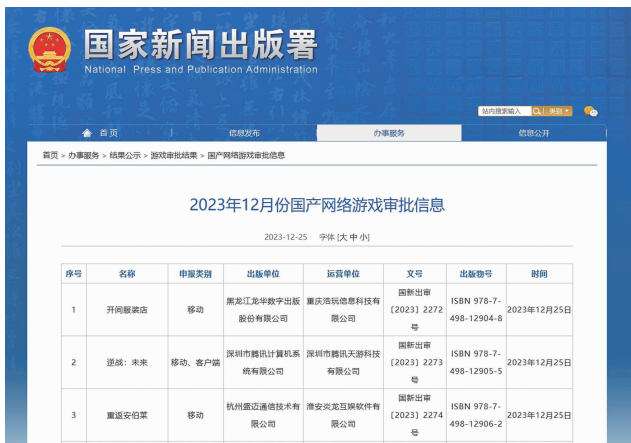 国家新闻出版署
National Press and Publication Administration
站内搜索输入 类别
首页 信息发布 办事服务 信息公开
首页 > 办事服务 > 结果公示 > 游戏审批结果 > 国产网络游戏审批信息
2023年12月份国产网络游戏审批信息
2023-12-25 字体 [大 中 小]
序号 名称 申报类别 出版单位 运营单位 文号 出版物号 时间
1 开间服装店 移动 黑龙江龙华数字出版股份有限公司 重庆浩玩信息科技有限公司 国新出审〔2023〕2272号 ISBN 978-7-498-12904-8 2023年12月25日
2 逆战：未来 移动、客户端 深圳市腾讯计算机系统有限公司 深圳市腾讯天游科技有限公司 国新出审〔2023〕2273号 ISBN 978-7-498-12905-5 2023年12月25日
3 重返安伯莱 移动 杭州盛迈通信技术有限公司 淮安炎龙互娱软件有限公司 国新出审〔2023〕2274号 ISBN 978-7-498-12906-2 2023年12月25日